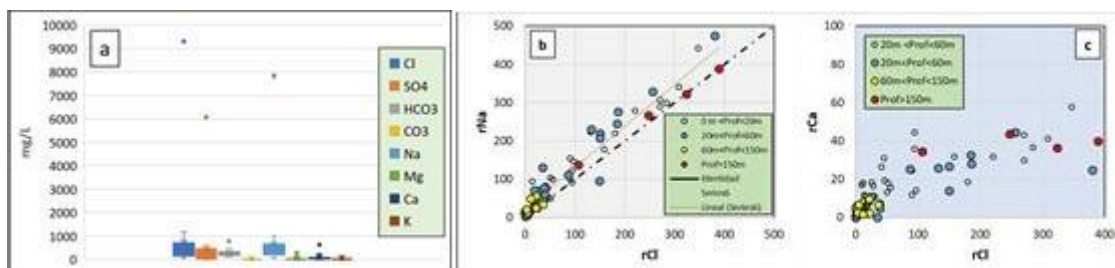 10000
9000
8000
7000
6000
5000
4000
3000
2000
1000
0
mg/L
a
Cl
SO4
HCO3
CO3
Na
Mg
Ca
K
b
500
400
300
200
100
0
rNa
0 m <Prof<20m
20m<Prof<60m
60m<Prof<150m
Prof>150m
Identidad
Series6
Lineal (Series6)
0 100 200 300 400 500
rCl
c
20m <Prof<60m
20m<Prof<60m
60m<Prof<150m
Prof>150m
100
80
60
40
20
0
rCa
0 100 200 300 400
rCl